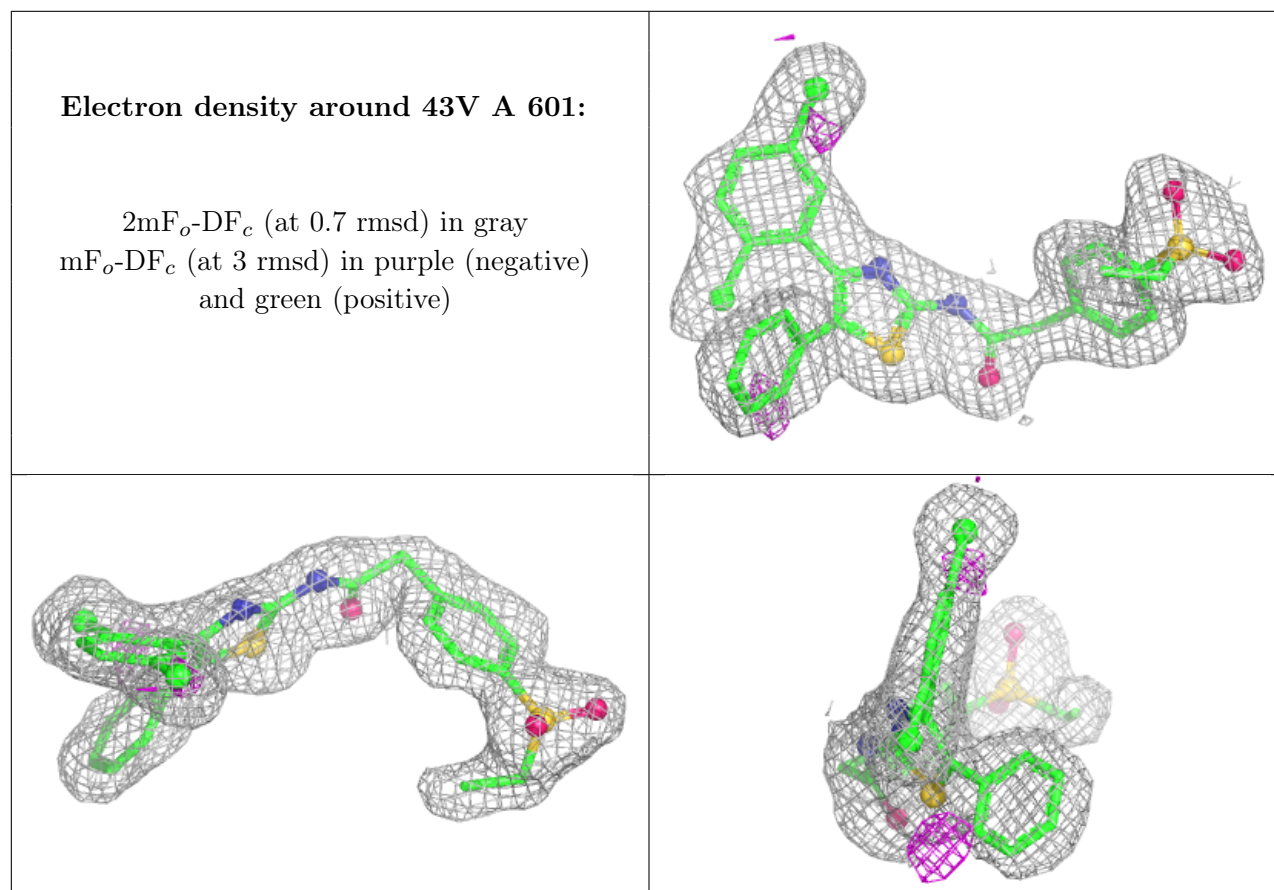 Electron density around 43V A 601:
2mFo-DFc (at 0.7 rmsd) in gray
mFo-DFc (at 3 rmsd) in purple (negative)
and green (positive)